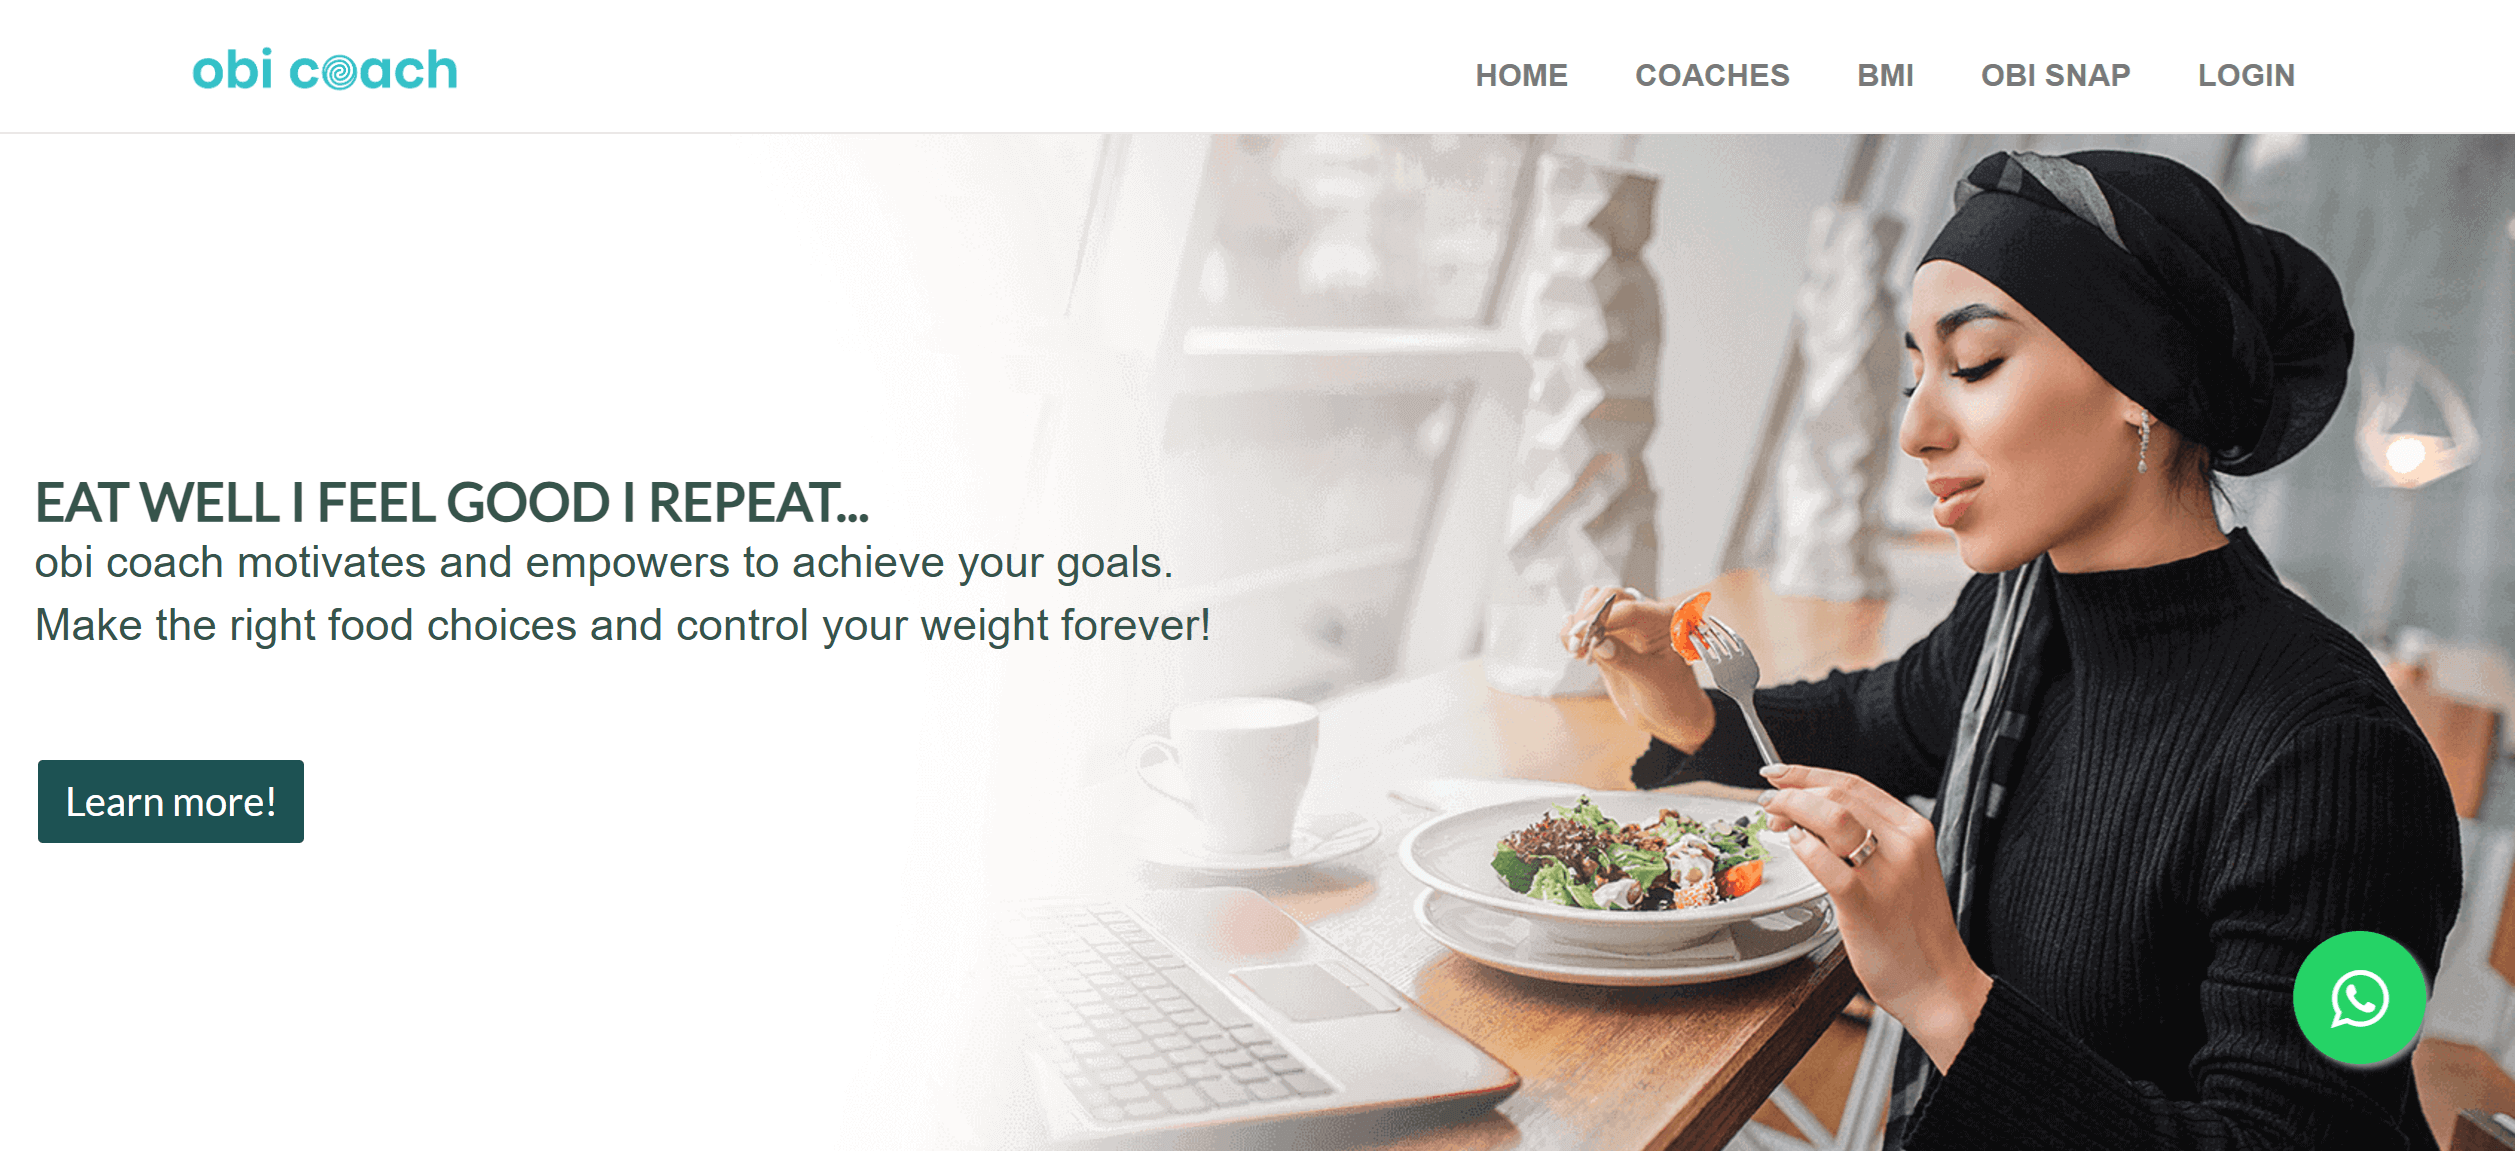 obi coach
HOME COACHES BMI OBI SNAP LOGIN
EAT WELL I FEEL GOOD I REPEAT...
obi coach motivates and empowers to achieve your goals.
Make the right food choices and control your weight forever!
Learn more!